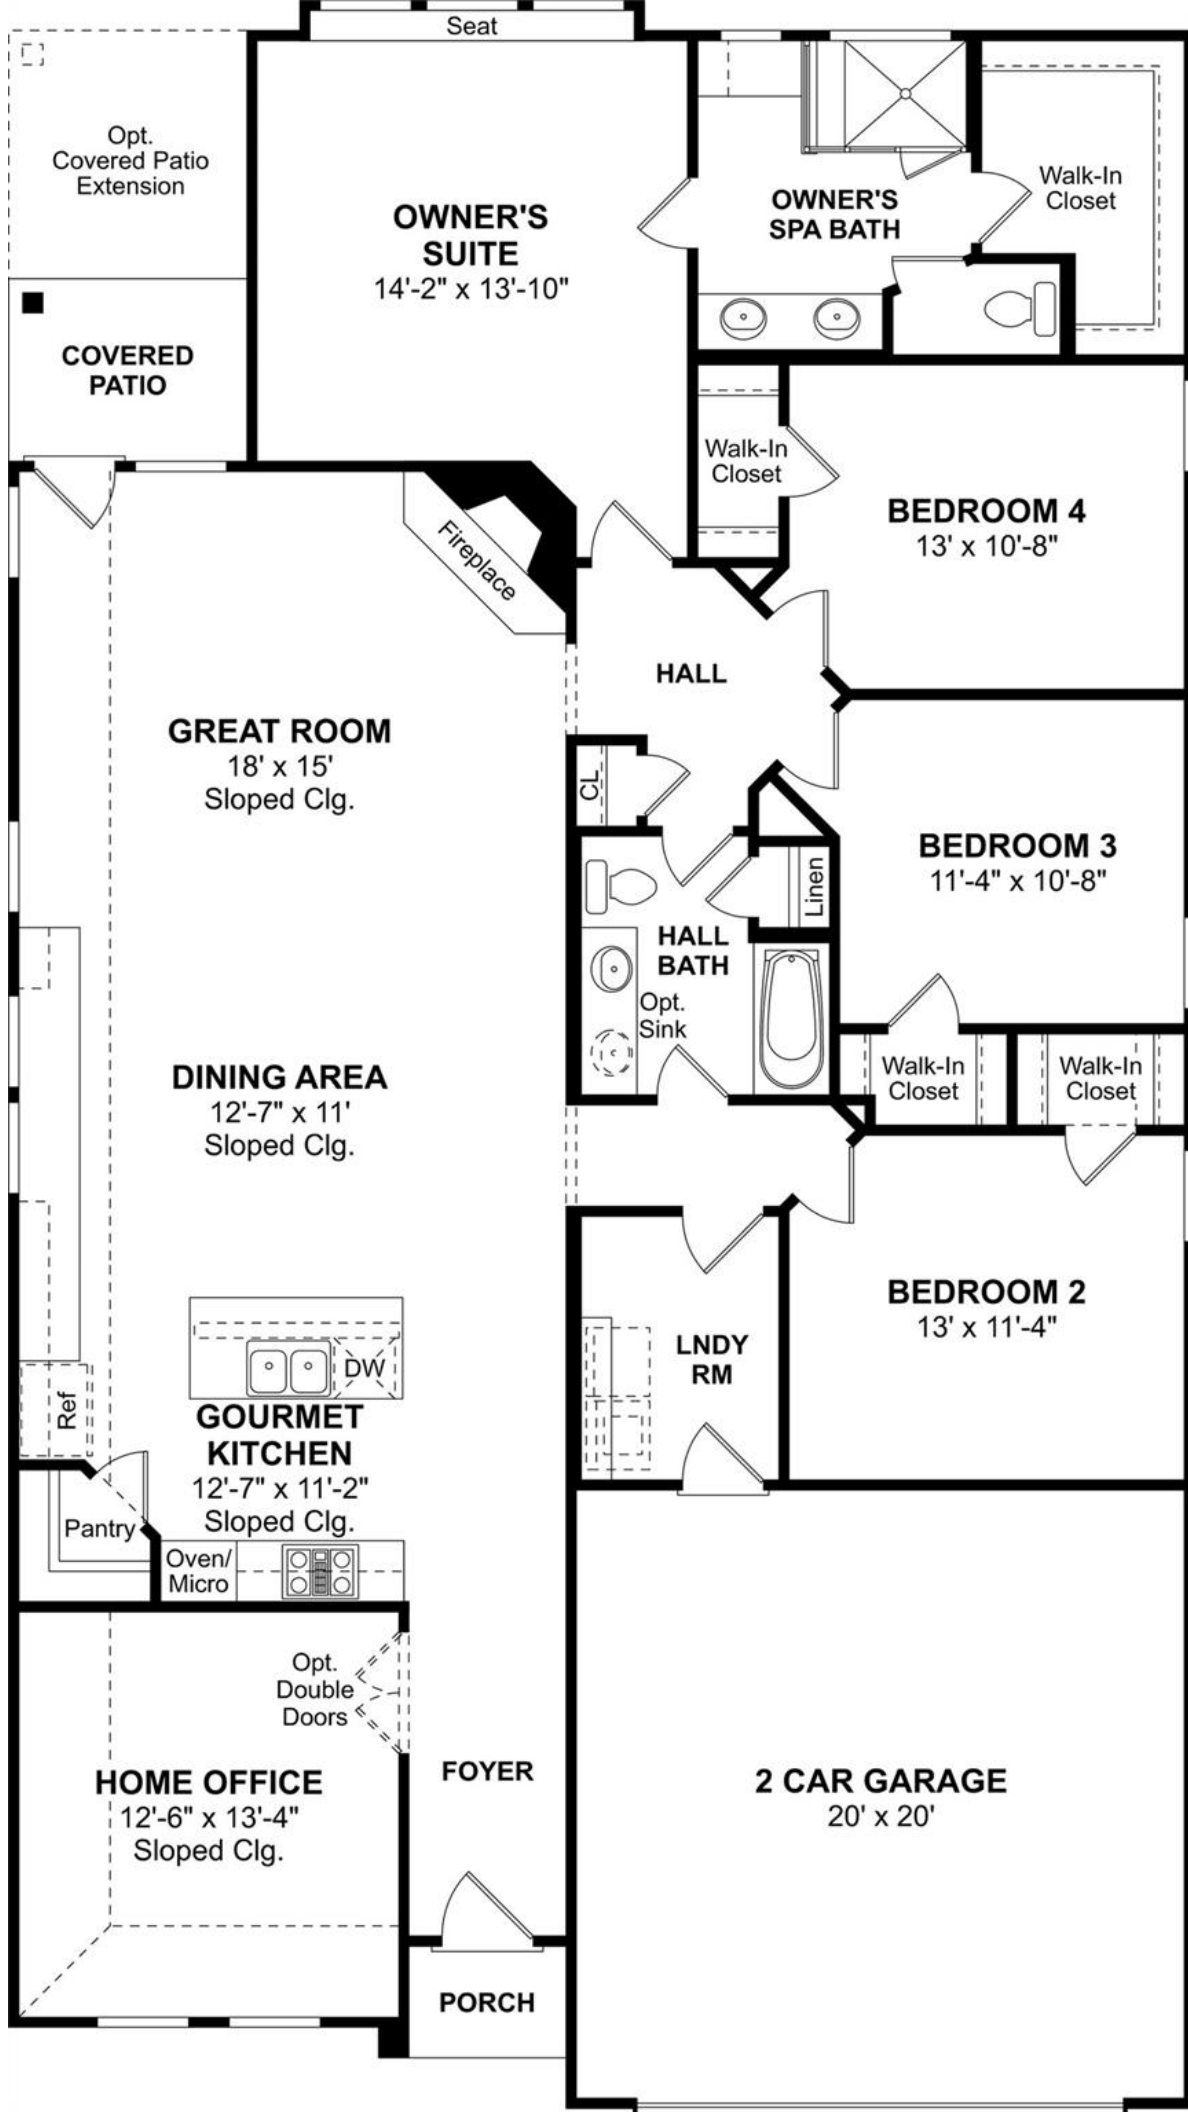 Seat
Opt.
Covered Patio
Extension
OWNER'S
SUITE
14'-2" x 13'-10"
OWNER'S
SPA BATH
Walk-In
Closet
COVERED
PATIO
Walk-In
Closet
BEDROOM 4
13' x 10'-8"
Fireplace
HALL
GREAT ROOM
18' x 15'
Sloped Clg.
CL
BEDROOM 3
11'-4" x 10'-8"
Linen
HALL
BATH
Opt.
Sink
Walk-In
Closet
Walk-In
Closet
DINING AREA
12'-7" x 11'
Sloped Clg.
BEDROOM 2
13' x 11'-4"
LNDY
RM
DW
Ref
GOURMET
KITCHEN
12'-7" x 11'-2"
Sloped Clg.
Pantry
Oven/
Micro
Opt.
Double
Doors
HOME OFFICE
12'-6" x 13'-4"
Sloped Clg.
FOYER
2 CAR GARAGE
20' x 20'
PORCH